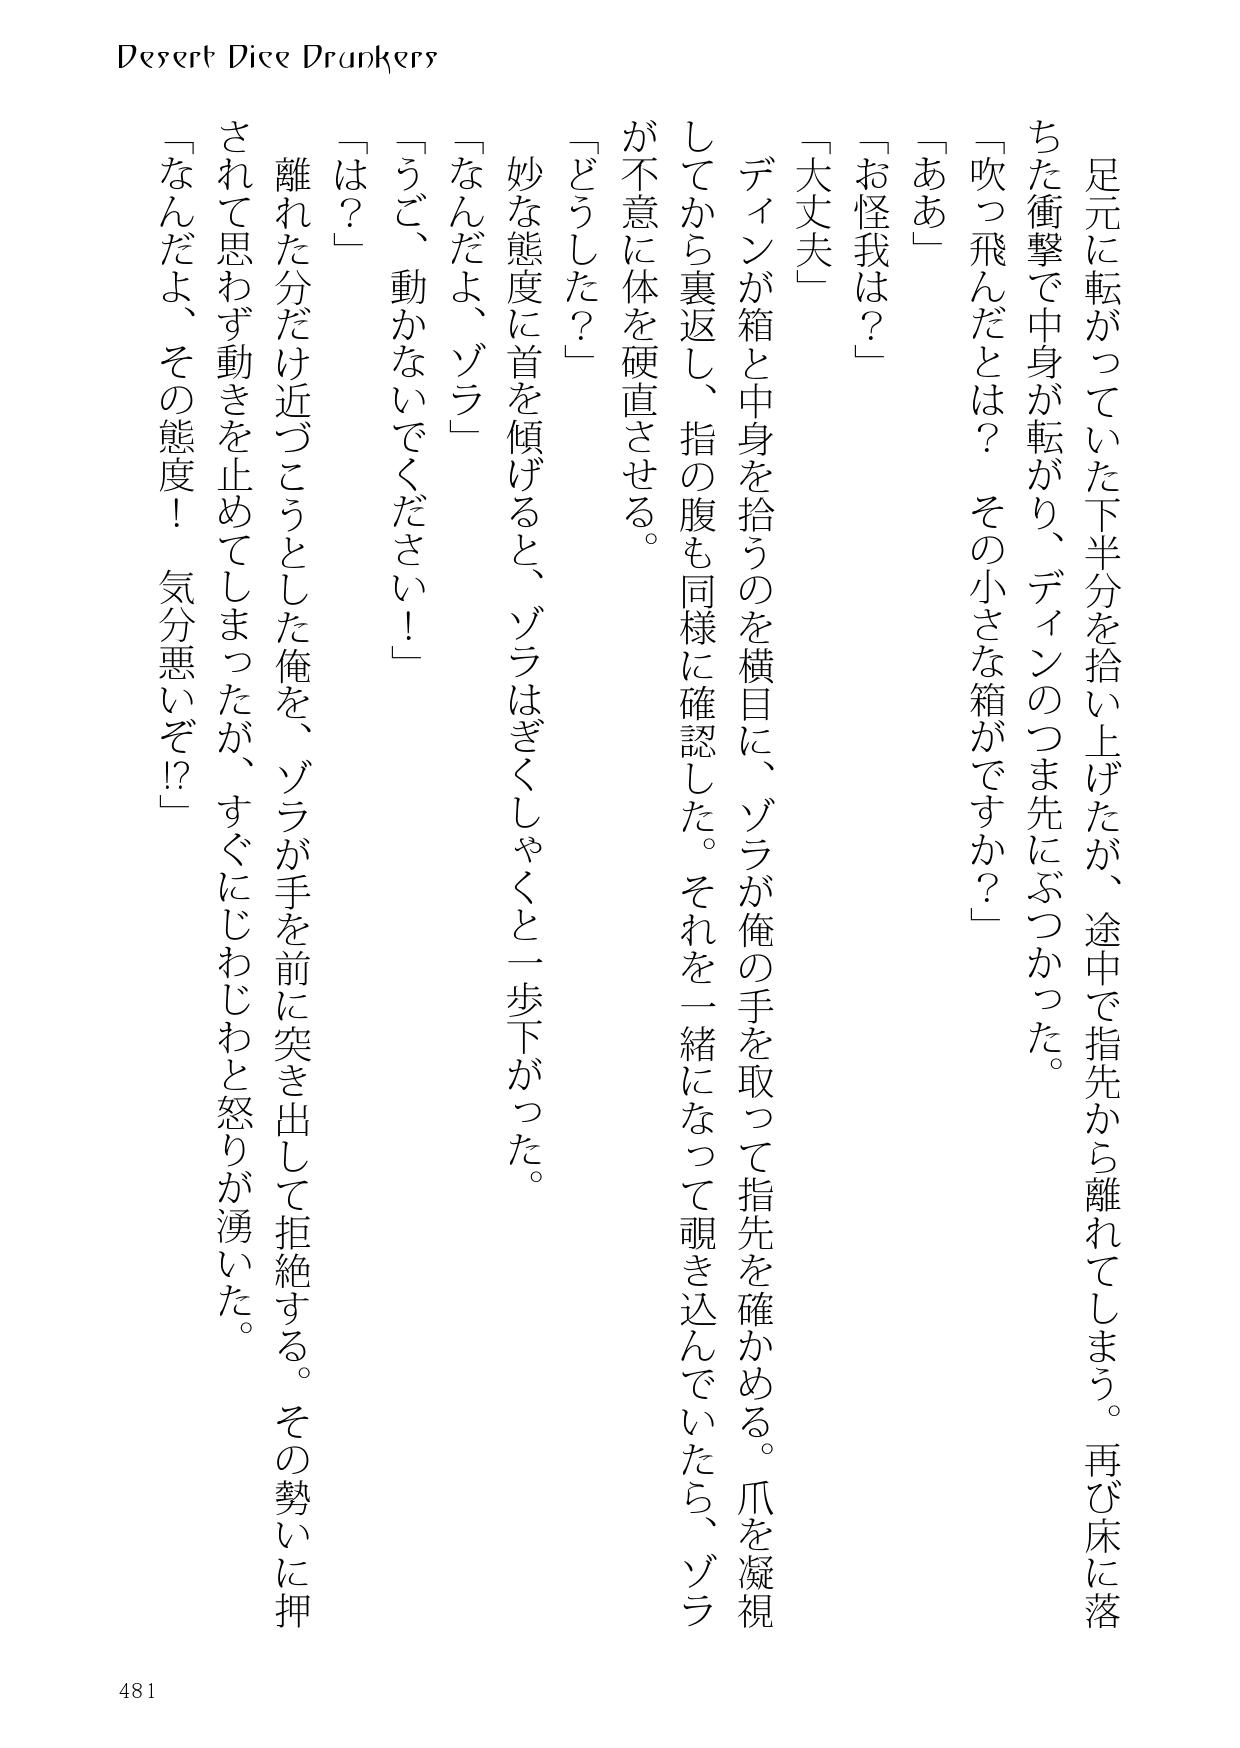 Desert Dice Drunkers
　足元に転がっていた下半分を拾い上げたが、途中で指先から離れてしまう。再び床に落
ちた衝撃で中身が転がり、ディンのつま先にぶつかった。
「吹っ飛んだとは？　その小さな箱がですか？」
「ああ」
「お怪我は？」
「大丈夫」
　ディンが箱と中身を拾うのを横目に、ゾラが俺の手を取って指先を確かめる。爪を凝視
してから裏返し、指の腹も同様に確認した。それを一緒になって覗き込んでいたら、ゾラ
が不意に体を硬直させる。
「どうした？」
　妙な態度に首を傾げると、ゾラはぎくしゃくと一歩下がった。
「なんだよ、ゾラ」
「うご、動かないでください！」
「は？」
　離れた分だけ近づこうとした俺を、ゾラが手を前に突き出して拒絶する。その勢いに押
されて思わず動きを止めてしまったが、すぐにじわじわと怒りが湧いた。
「なんだよ、その態度！　気分悪いぞ!?」
481